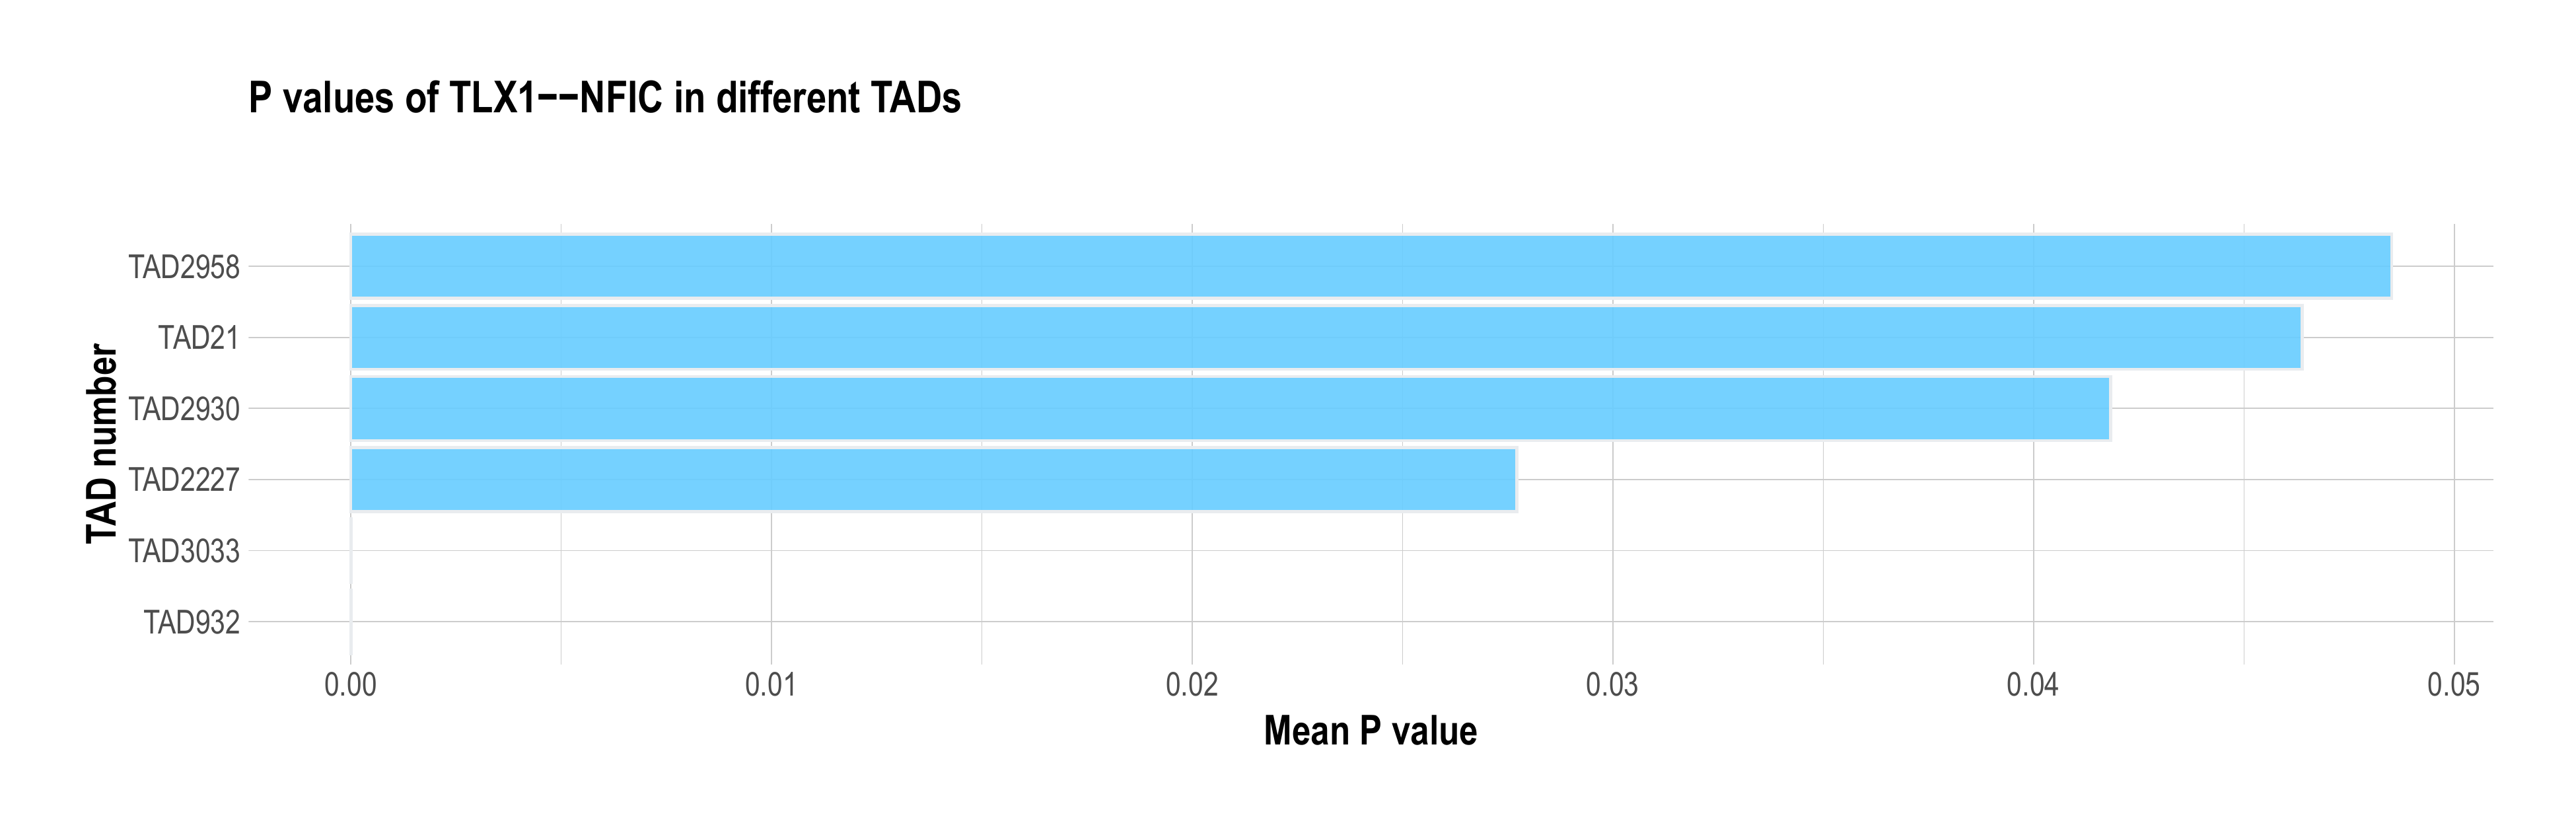 P values of TLX1−−NFIC in different TADs
TAD number
TAD2958
TAD21
TAD2930
TAD2227
TAD3033
TAD932
0.00 0.01 0.02 0.03 0.04 0.05
Mean P value